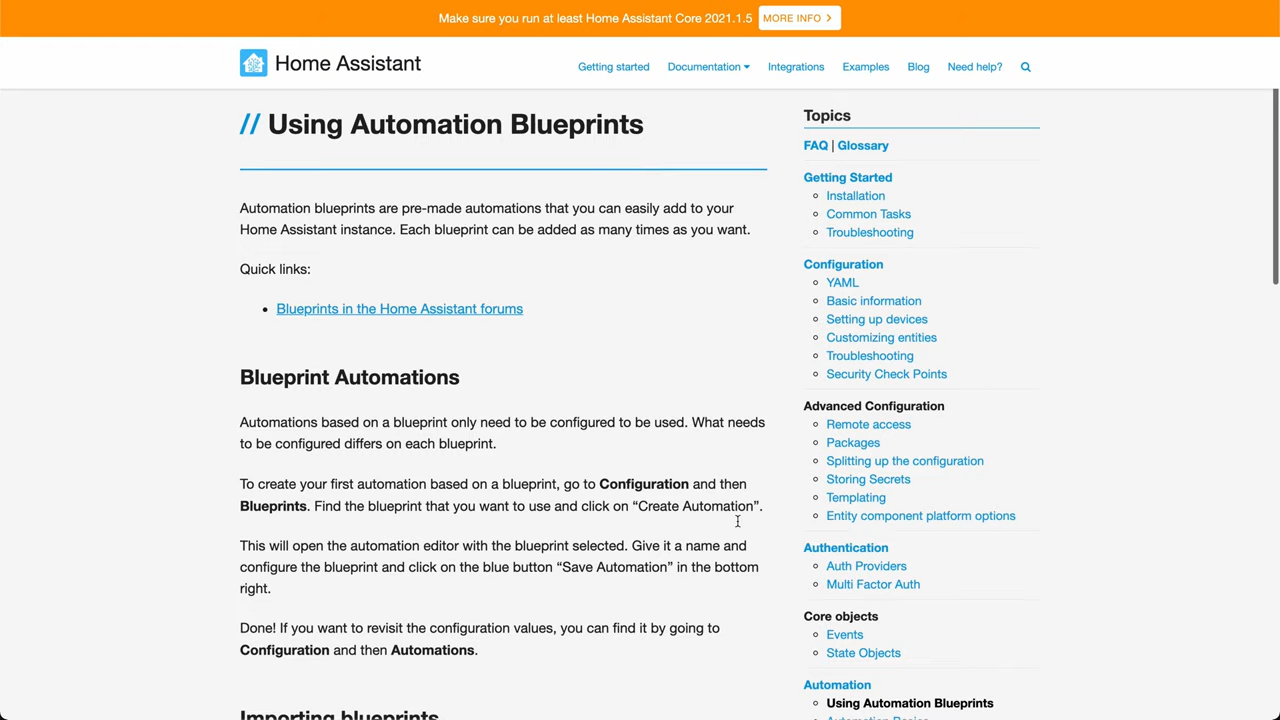 Make sure you run at least Home Assistant Core 2021.1.5 MORE INFO
Home Assistant
Getting started Documentation Integrations Examples Blog Need help?
// Using Automation Blueprints
Automation blueprints are pre-made automations that you can easily add to your
Home Assistant instance. Each blueprint can be added as many times as you want.
Quick links:
Blueprints in the Home Assistant forums
Blueprint Automations
Automations based on a blueprint only need to be configured to be used. What needs
to be configured differs on each blueprint.
To create your first automation based on a blueprint, go to Configuration and then
Blueprints. Find the blueprint that you want to use and click on “Create Automation”.
This will open the automation editor with the blueprint selected. Give it a name and
configure the blueprint and click on the blue button “Save Automation” in the bottom
right.
Done! If you want to revisit the configuration values, you can find it by going to
Configuration and then Automations.
Importing blueprints
Topics
FAQ | Glossary
Getting Started
Installation
Common Tasks
Troubleshooting
Configuration
YAML
Basic information
Setting up devices
Customizing entities
Troubleshooting
Security Check Points
Advanced Configuration
Remote access
Packages
Splitting up the configuration
Storing Secrets
Templating
Entity component platform options
Authentication
Auth Providers
Multi Factor Auth
Core objects
Events
State Objects
Automation
Using Automation Blueprints
Automation Basics